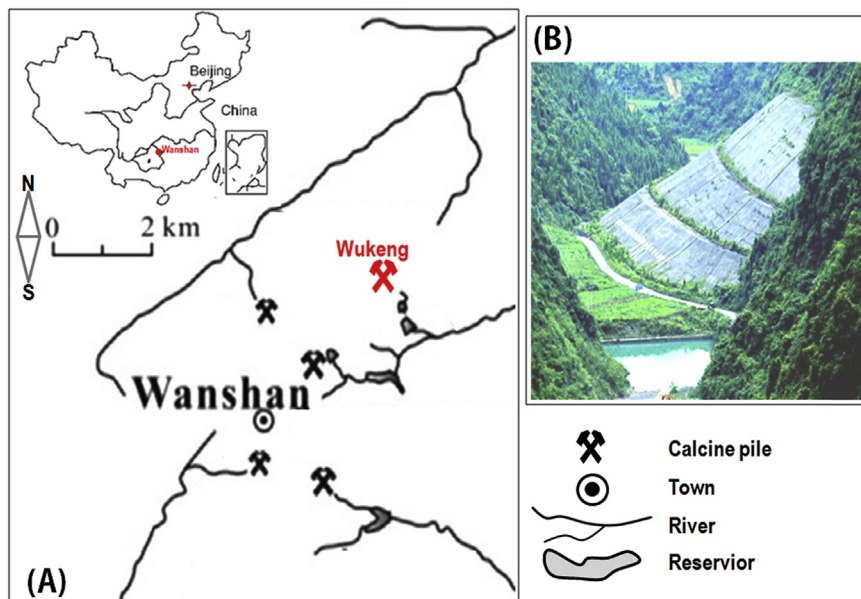 Beijing
China
Wanshan
N
S
0 2 km
Wukeng
Wanshan
(A)
(B)
Calcine pile
Town
River
Reservior